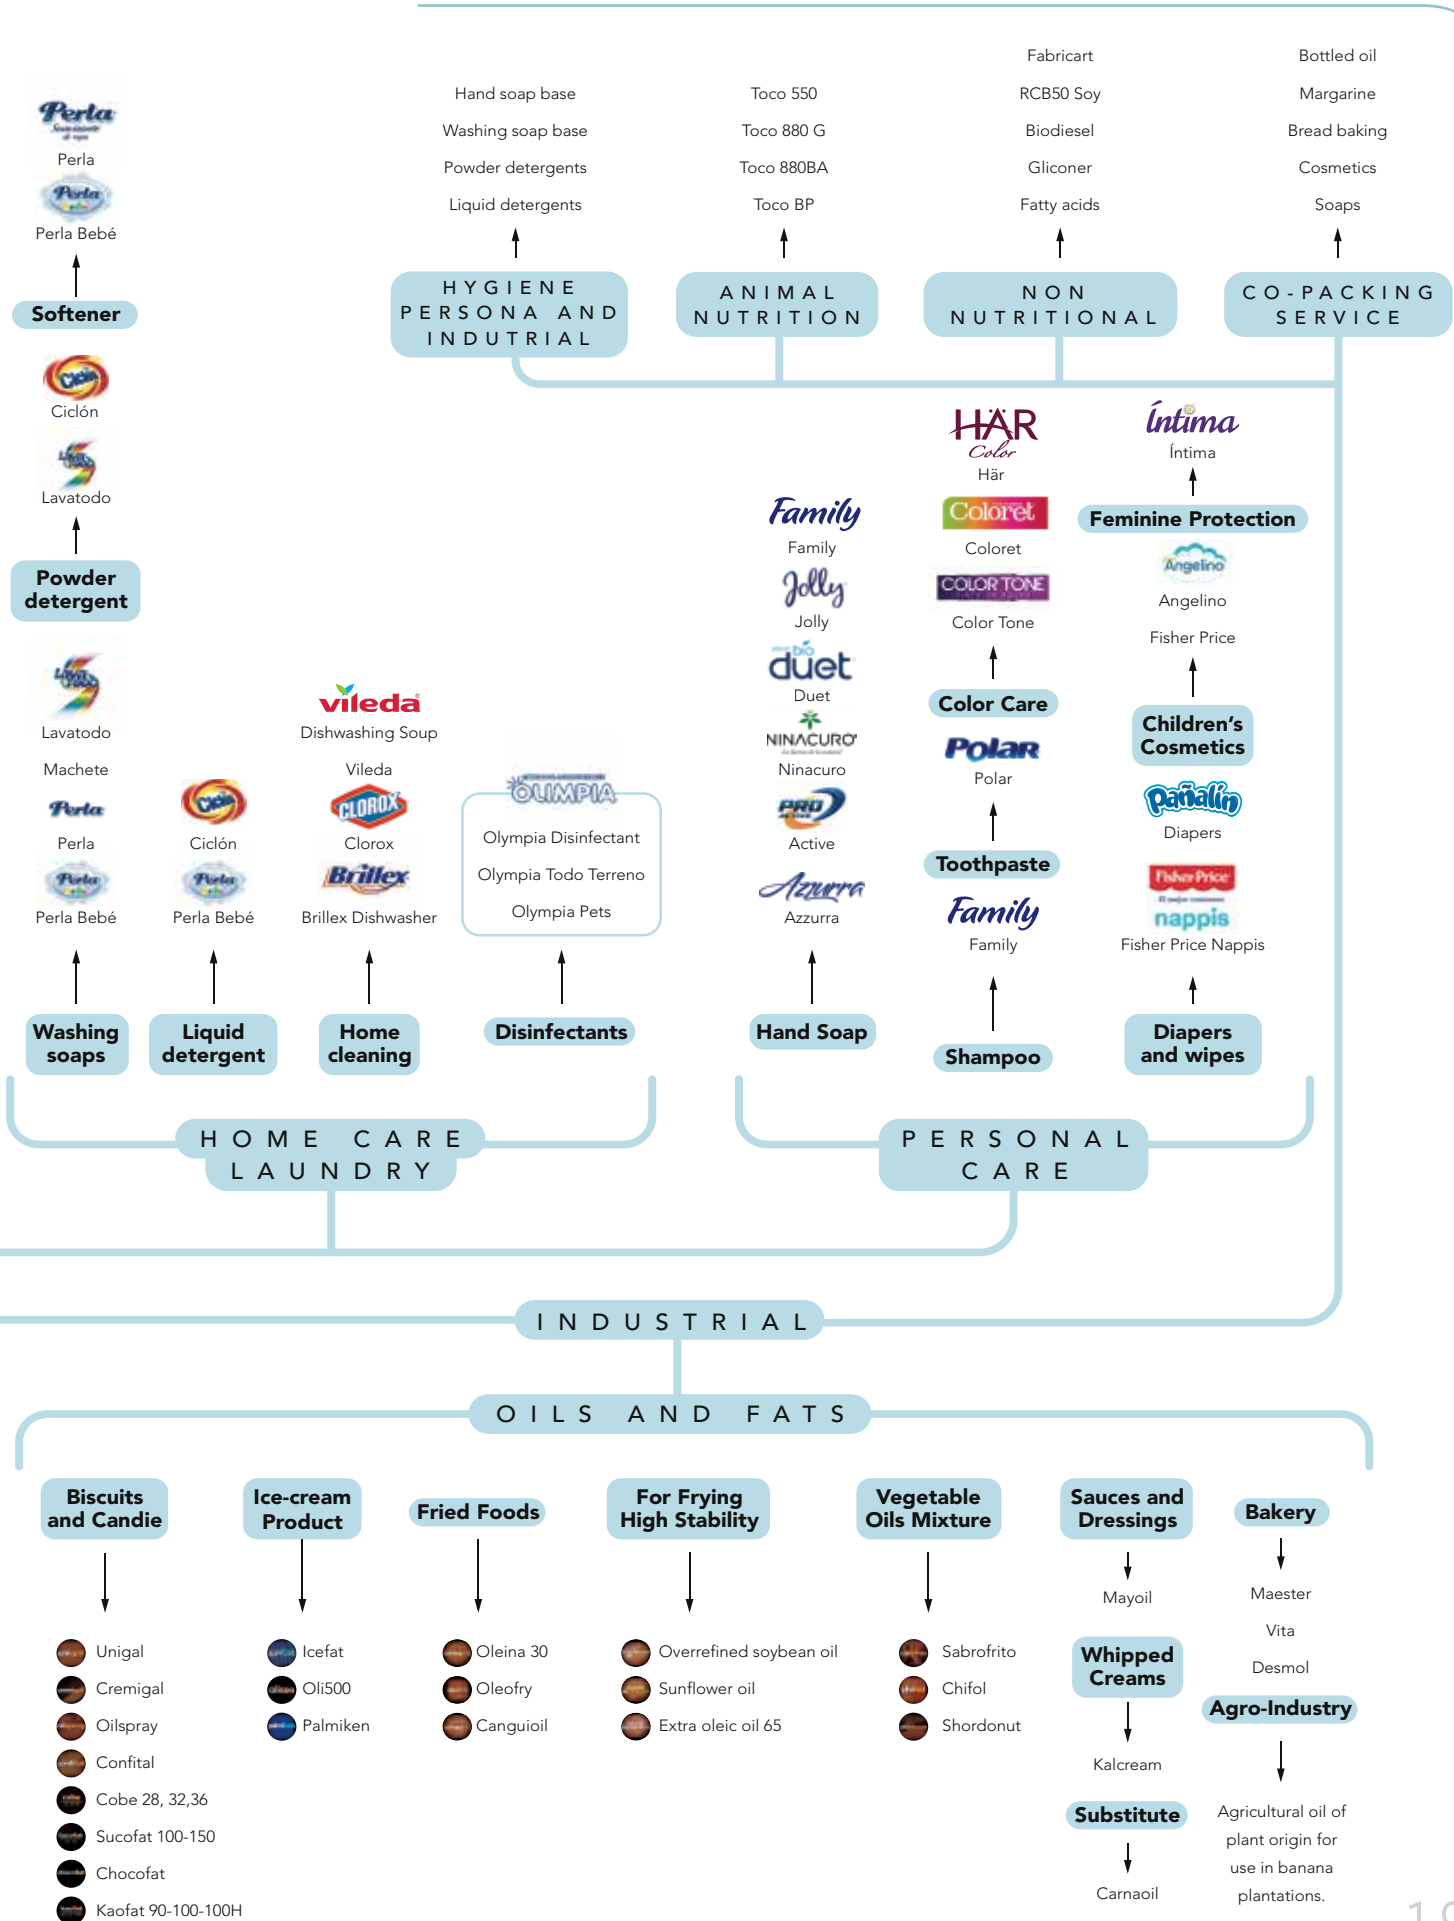 Perla
Perla
Perla
Perla Bebé
Softener
Ciclón
Ciclón
Lavatodo
Powder
detergent
Hand soap base
Washing soap base
Powder detergents
Liquid detergents
HYGIENE
PERSONA AND
INDUTRIAL
Toco 550
Toco 880 G
Toco 880BA
Toco BP
ANIMAL
NUTRITION
Fabricart
RCB50 Soy
Biodiesel
Gliconer
Fatty acids
NON
NUTRITIONAL
Bottled oil
Margarine
Bread baking
Cosmetics
Soaps
CO-PACKING
SERVICE
Lavatodo
Machete
Perla
Perla
Perla
Perla Bebé
Washing
soaps
Ciclón
Ciclón
Perla
Perla Bebé
Liquid
detergent
vileda
Dishwashing Soup
Vileda
CLOROX
Clorox
Brillex
Brillex Dishwasher
Home
cleaning
OLIMPIA
Olympia Disinfectant
Olympia Todo Terreno
Olympia Pets
Disinfectants
HOME CARE
LAUNDRY
Family
Family
Jolly
Jolly
bio
duet
Duet
NINACURO
Ninacuro
PRO
Active
Azzurra
Azzurra
Hand Soap
HÄR
Color
Här
Coloret
Coloret
COLOR TONE
Color Tone
Color Care
Polar
Polar
Toothpaste
Family
Family
Shampoo
Íntima
Íntima
Feminine Protection
Angelino
Angelino
Fisher Price
Children's
Cosmetics
Pañalín
Diapers
Fisher-Price
nappis
Fisher Price Nappis
Diapers
and wipes
PERSONAL
CARE
INDUSTRIAL
OILS AND FATS
Biscuits
and Candie
Unigal
Cremigal
Oilspray
Confital
Cobe 28, 32,36
Sucofat 100-150
Chocofat
Kaofat 90-100-100H
Ice-cream
Product
Icefat
Oli500
Palmiken
Fried Foods
Oleina 30
Oleofry
Canguioil
For Frying
High Stability
Overrefined soybean oil
Sunflower oil
Extra oleic oil 65
Vegetable
Oils Mixture
Sabrofrito
Chifol
Shordonut
Sauces and
Dressings
Mayoil
Whipped
Creams
Kalcream
Substitute
Carnaoil
Bakery
Maester
Vita
Desmol
Agro-Industry
Agricultural oil of
plant origin for
use in banana
plantations.